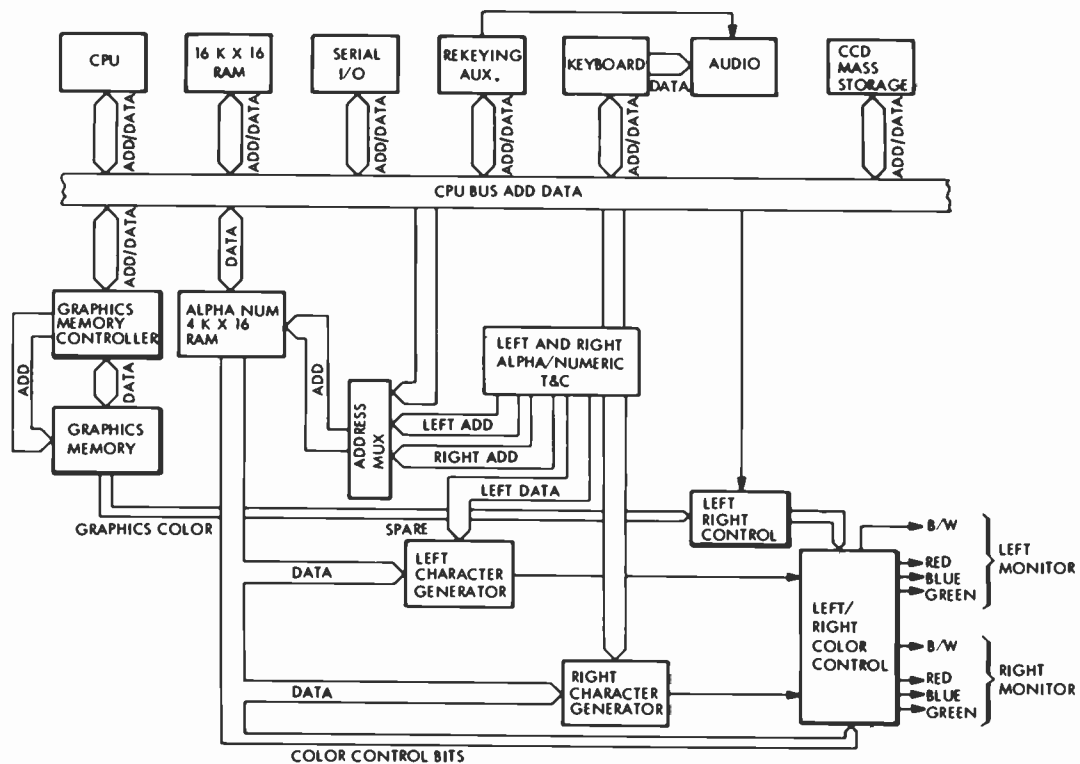 CPU
16 K X 16
RAM
SERIAL
I/O
REKEYING
AUX.
KEYBOARD
DATA
AUDIO
CCD
MASS
STORAGE
ADD/DATA
ADD/DATA
ADD/DATA
ADD/DATA
ADD/DATA
ADD/DATA
CPU BUS ADD DATA
ADD/DATA
DATA
GRAPHICS
MEMORY
CONTROLLER
ALPHA NUM
4 K X 16
RAM
LEFT AND RIGHT
ALPHA/NUMERIC
T&C
ADD
DATA
ADD
ADDRESS
MUX
LEFT ADD
RIGHT ADD
GRAPHICS
MEMORY
LEFT DATA
GRAPHICS COLOR
SPARE
LEFT
RIGHT
CONTROL
LEFT
CHARACTER
GENERATOR
DATA
LEFT/
RIGHT
COLOR
CONTROL
B/W
RED
BLUE
GREEN
LEFT
MONITOR
B/W
RED
BLUE
GREEN
RIGHT
MONITOR
DATA
RIGHT
CHARACTER
GENERATOR
COLOR CONTROL BITS